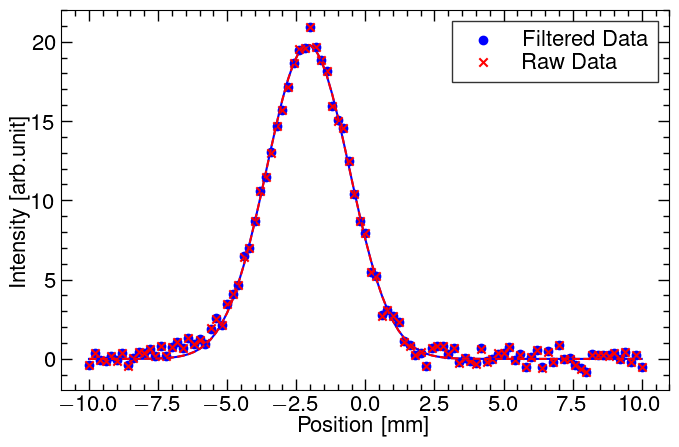 Filtered Data
Raw Data
Intensity [arb.unit]
20
15
10
5
0
−10.0 −7.5 −5.0 −2.5 0.0 2.5 5.0 7.5 10.0
Position [mm]